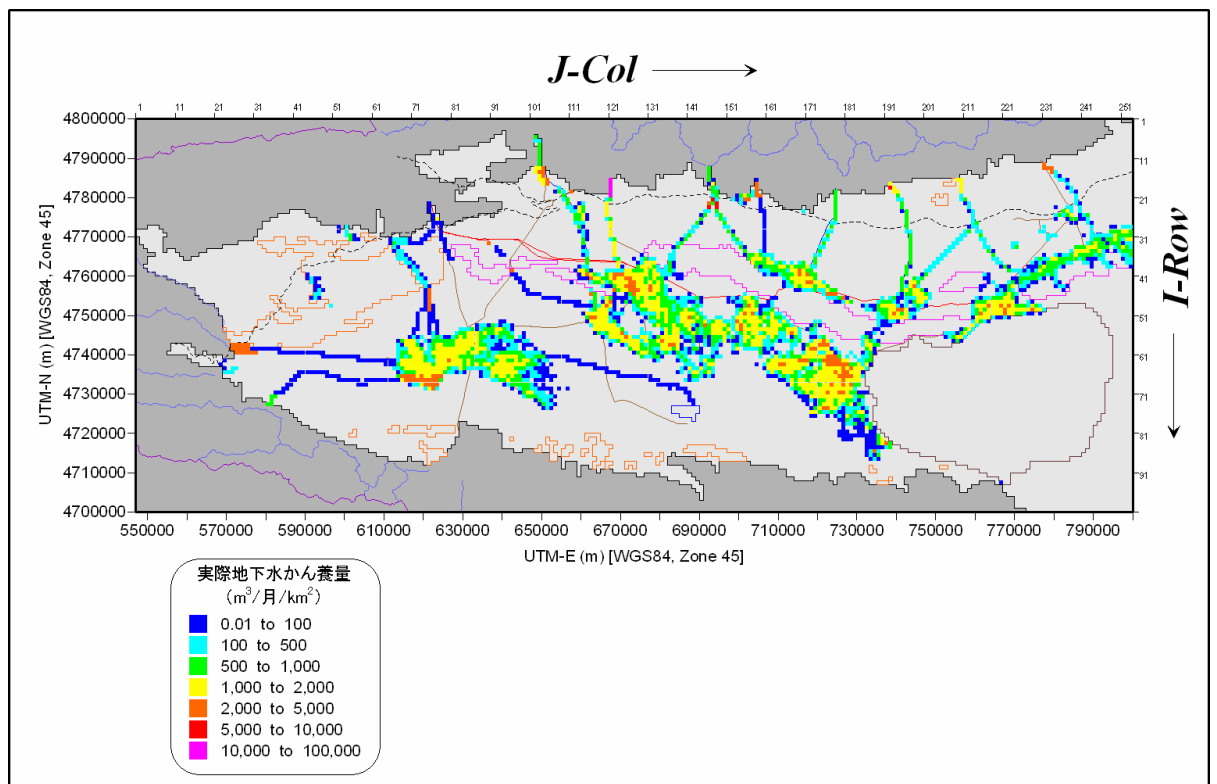 J-Col
1 11 21 31 41 51 61 71 81 91 101 111 121 131 141 151 161 171 181 191 201 211 221 231 241 251
4800000 1
4790000 11
4780000 21
4770000 31
4760000 41
4750000 51
4740000 61
4730000 71
4720000 81
4710000 91
4700000
UTM-N (m) [WGS84, Zone 45]
I-Row
550000 570000 590000 610000 630000 650000 670000 690000 710000 730000 750000 770000 790000
UTM-E (m) [WGS84, Zone 45]
実際地下水かん養量
(m³/月/km²)
0.01 to 100
100 to 500
500 to 1,000
1,000 to 2,000
2,000 to 5,000
5,000 to 10,000
10,000 to 100,000